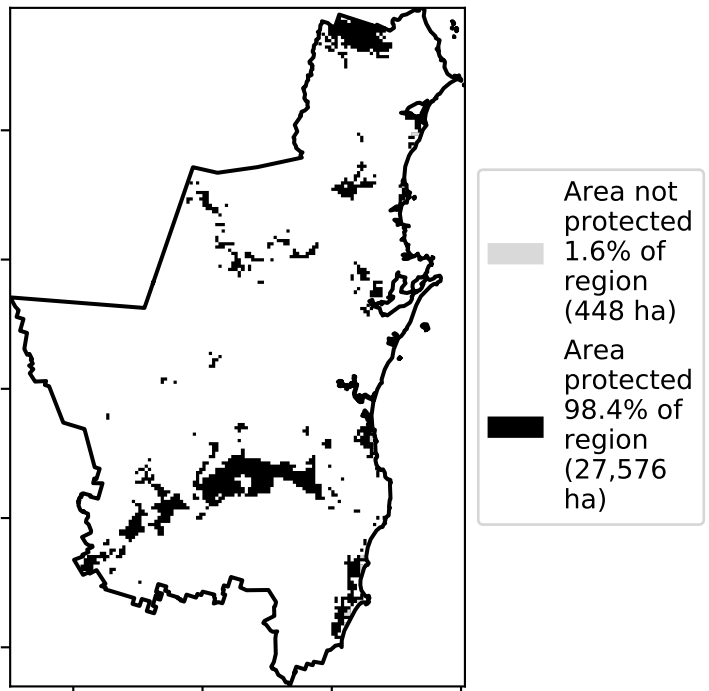 Area not
protected
1.6% of
region
(448 ha)
Area
protected
98.4% of
region
(27,576
ha)